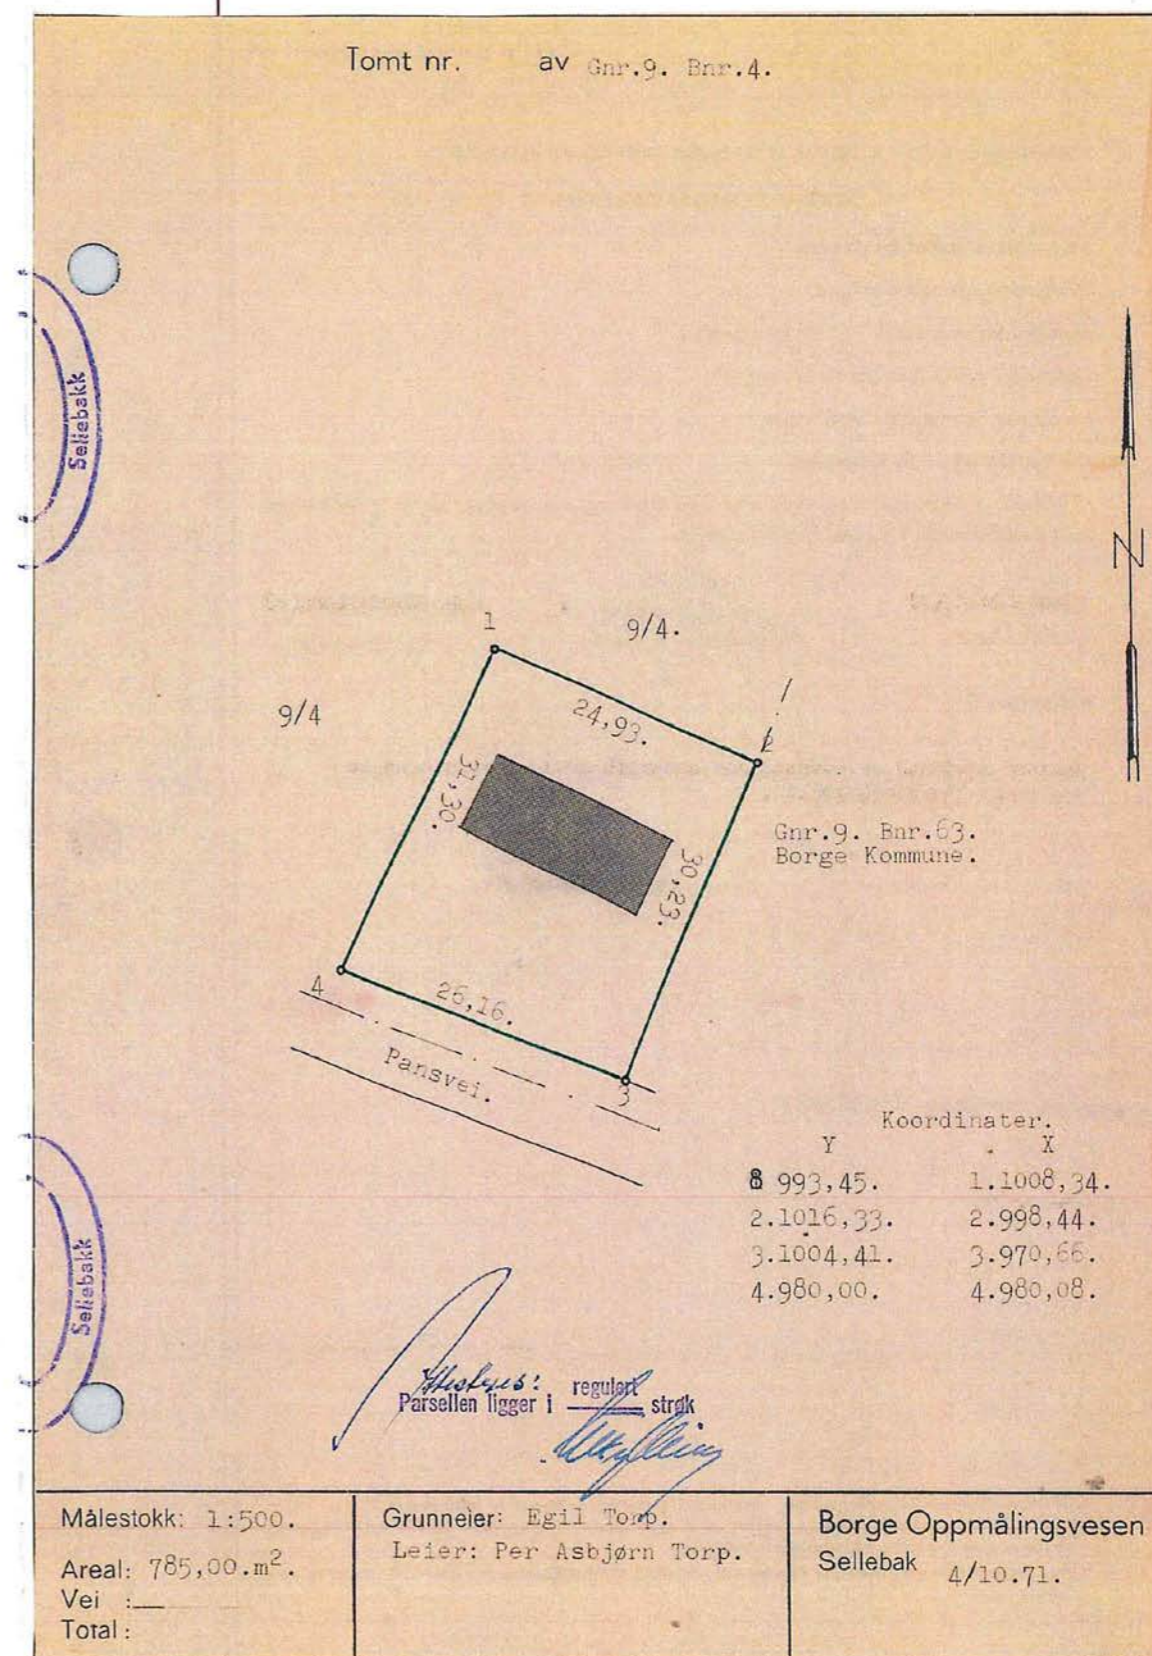 Tomt nr. av Gnr.9. Bnr.4.
Sellebakk
1
9/4.
9/4
24,93.
2
31,30.
Gnr.9. Bnr.63.
Borge Kommune.
30,23.
4
26,16.
Pansvei.
3
N
Koordinater.
Y X
993,45. 1.1008,34.
2.1016,33. 2.998,44.
3.1004,41. 3.970,66.
4.980,00. 4.980,08.
Sellebakk
Attesteres:
Parsellen ligger i regulert strøk
Målestokk: 1:500.
Areal: 785,00.m².
Vei :
Total :
Grunneier: Egil Torp.
Leier: Per Asbjørn Torp.
Borge Oppmålingsvesen
Sellebak 4/10.71.